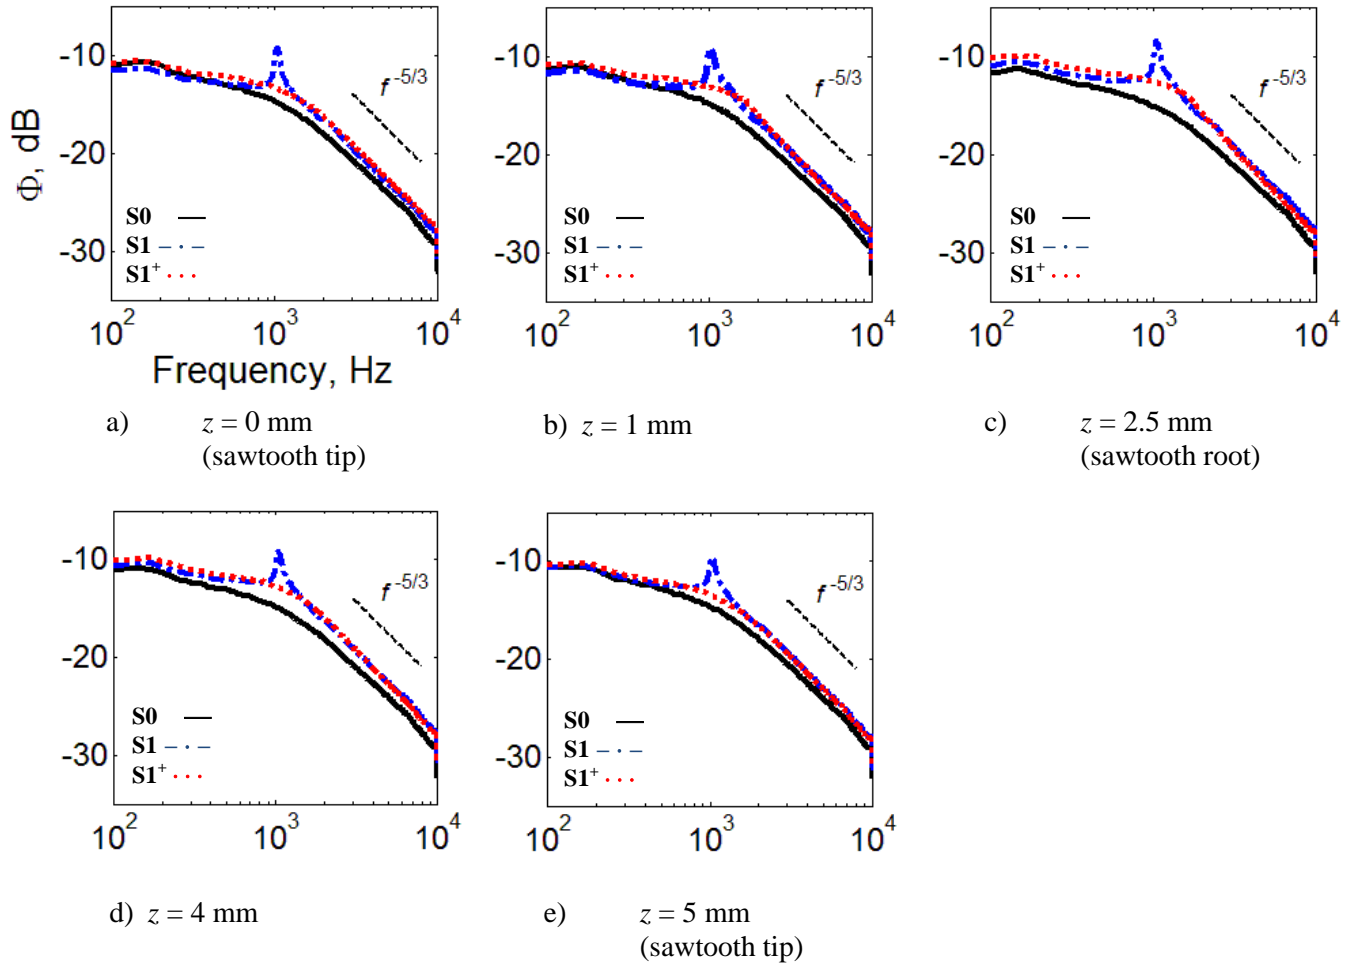 -10
-20
-30
Φ, dB
f -5/3
S0
S1
S1+
10^2 10^3 10^4
Frequency, Hz
a) z = 0 mm
(sawtooth tip)
-10
-20
-30
f -5/3
S0
S1
S1+
10^2 10^3 10^4
b) z = 1 mm
-10
-20
-30
f -5/3
S0
S1
S1+
10^2 10^3 10^4
c) z = 2.5 mm
(sawtooth root)
-10
-20
-30
f -5/3
S0
S1
S1+
10^2 10^3 10^4
d) z = 4 mm
-10
-20
-30
f -5/3
S0
S1
S1+
10^2 10^3 10^4
e) z = 5 mm
(sawtooth tip)